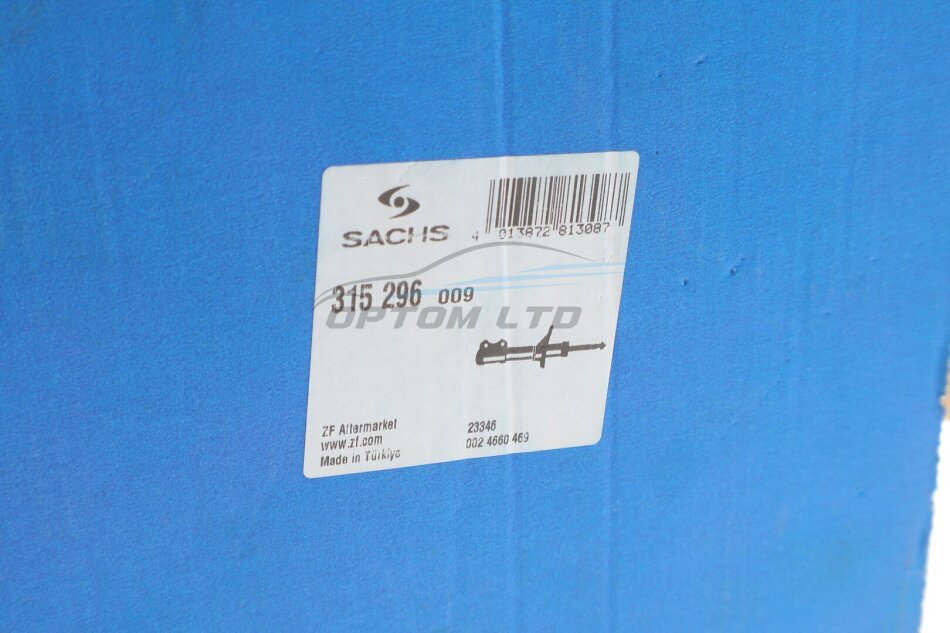 SACHS
4 013872 813087
315 296 009
OPTOM LTD
ZF Aftermarket
www.zf.com
Made in Türkiye
23346
002 4660 469